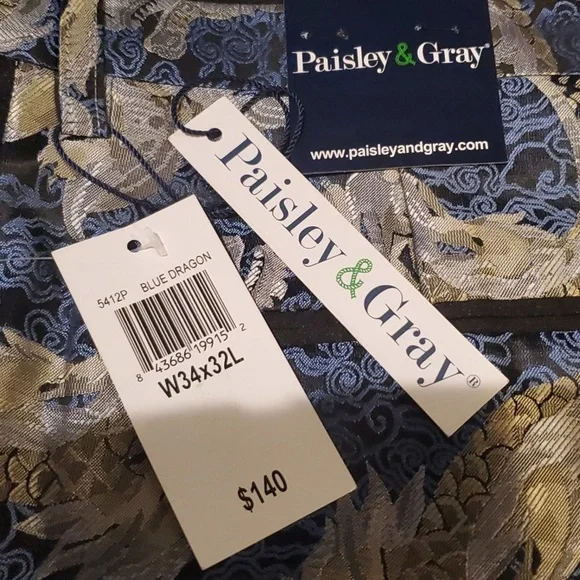 Paisley & Gray®
www.paisleyandgray.com
Paisley & Gray®
5412P BLUE DRAGON
8 43686 19915 2
W34x32L
$140